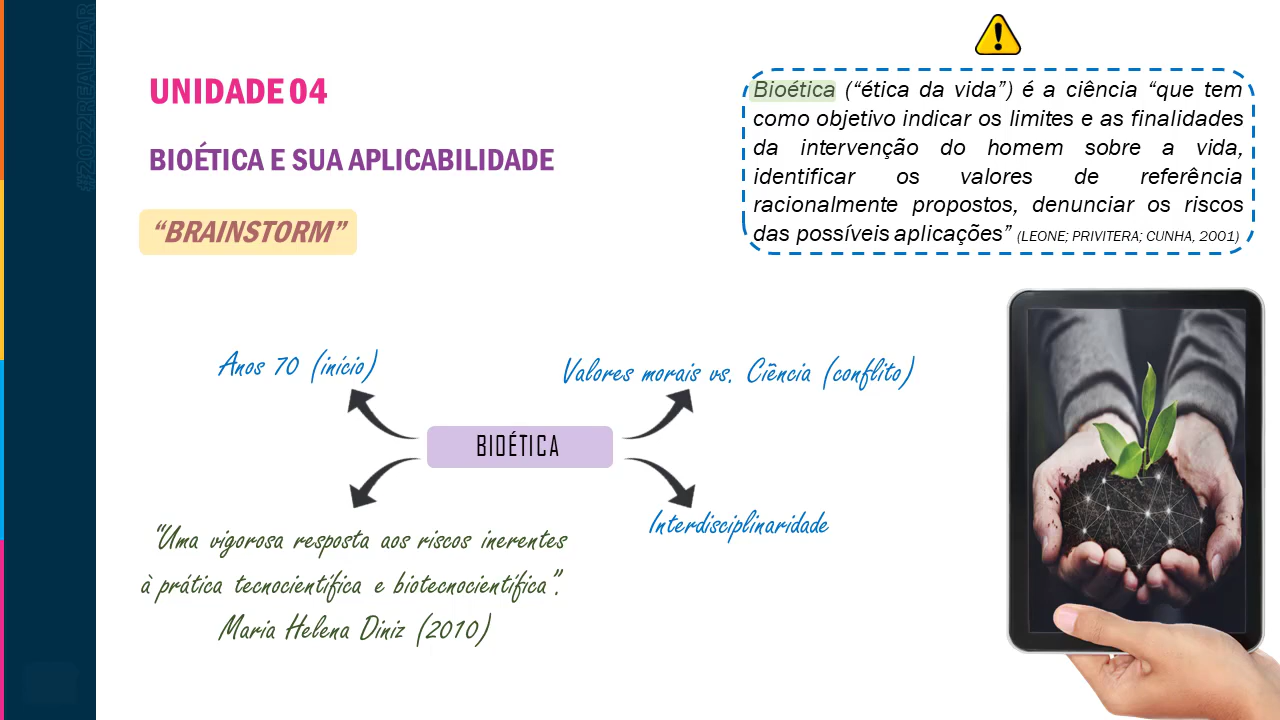 #2022REALIZAR
UNIDADE 04
BIOÉTICA E SUA APLICABILIDADE
“BRAINSTORM”
Bioética (“ética da vida”) é a ciência “que tem
como objetivo indicar os limites e as finalidades
da intervenção do homem sobre a vida,
identificar os valores de referência
racionalmente propostos, denunciar os riscos
das possíveis aplicações” (LEONE; PRIVITERA; CUNHA, 2001)
Anos 70 (início)
Valores morais vs. Ciência (conflito)
BIOÉTICA
Interdisciplinaridade
“Uma vigorosa resposta aos riscos inerentes
à prática tecnocientífica e biotecnocientífica”.
Maria Helena Diniz (2010)